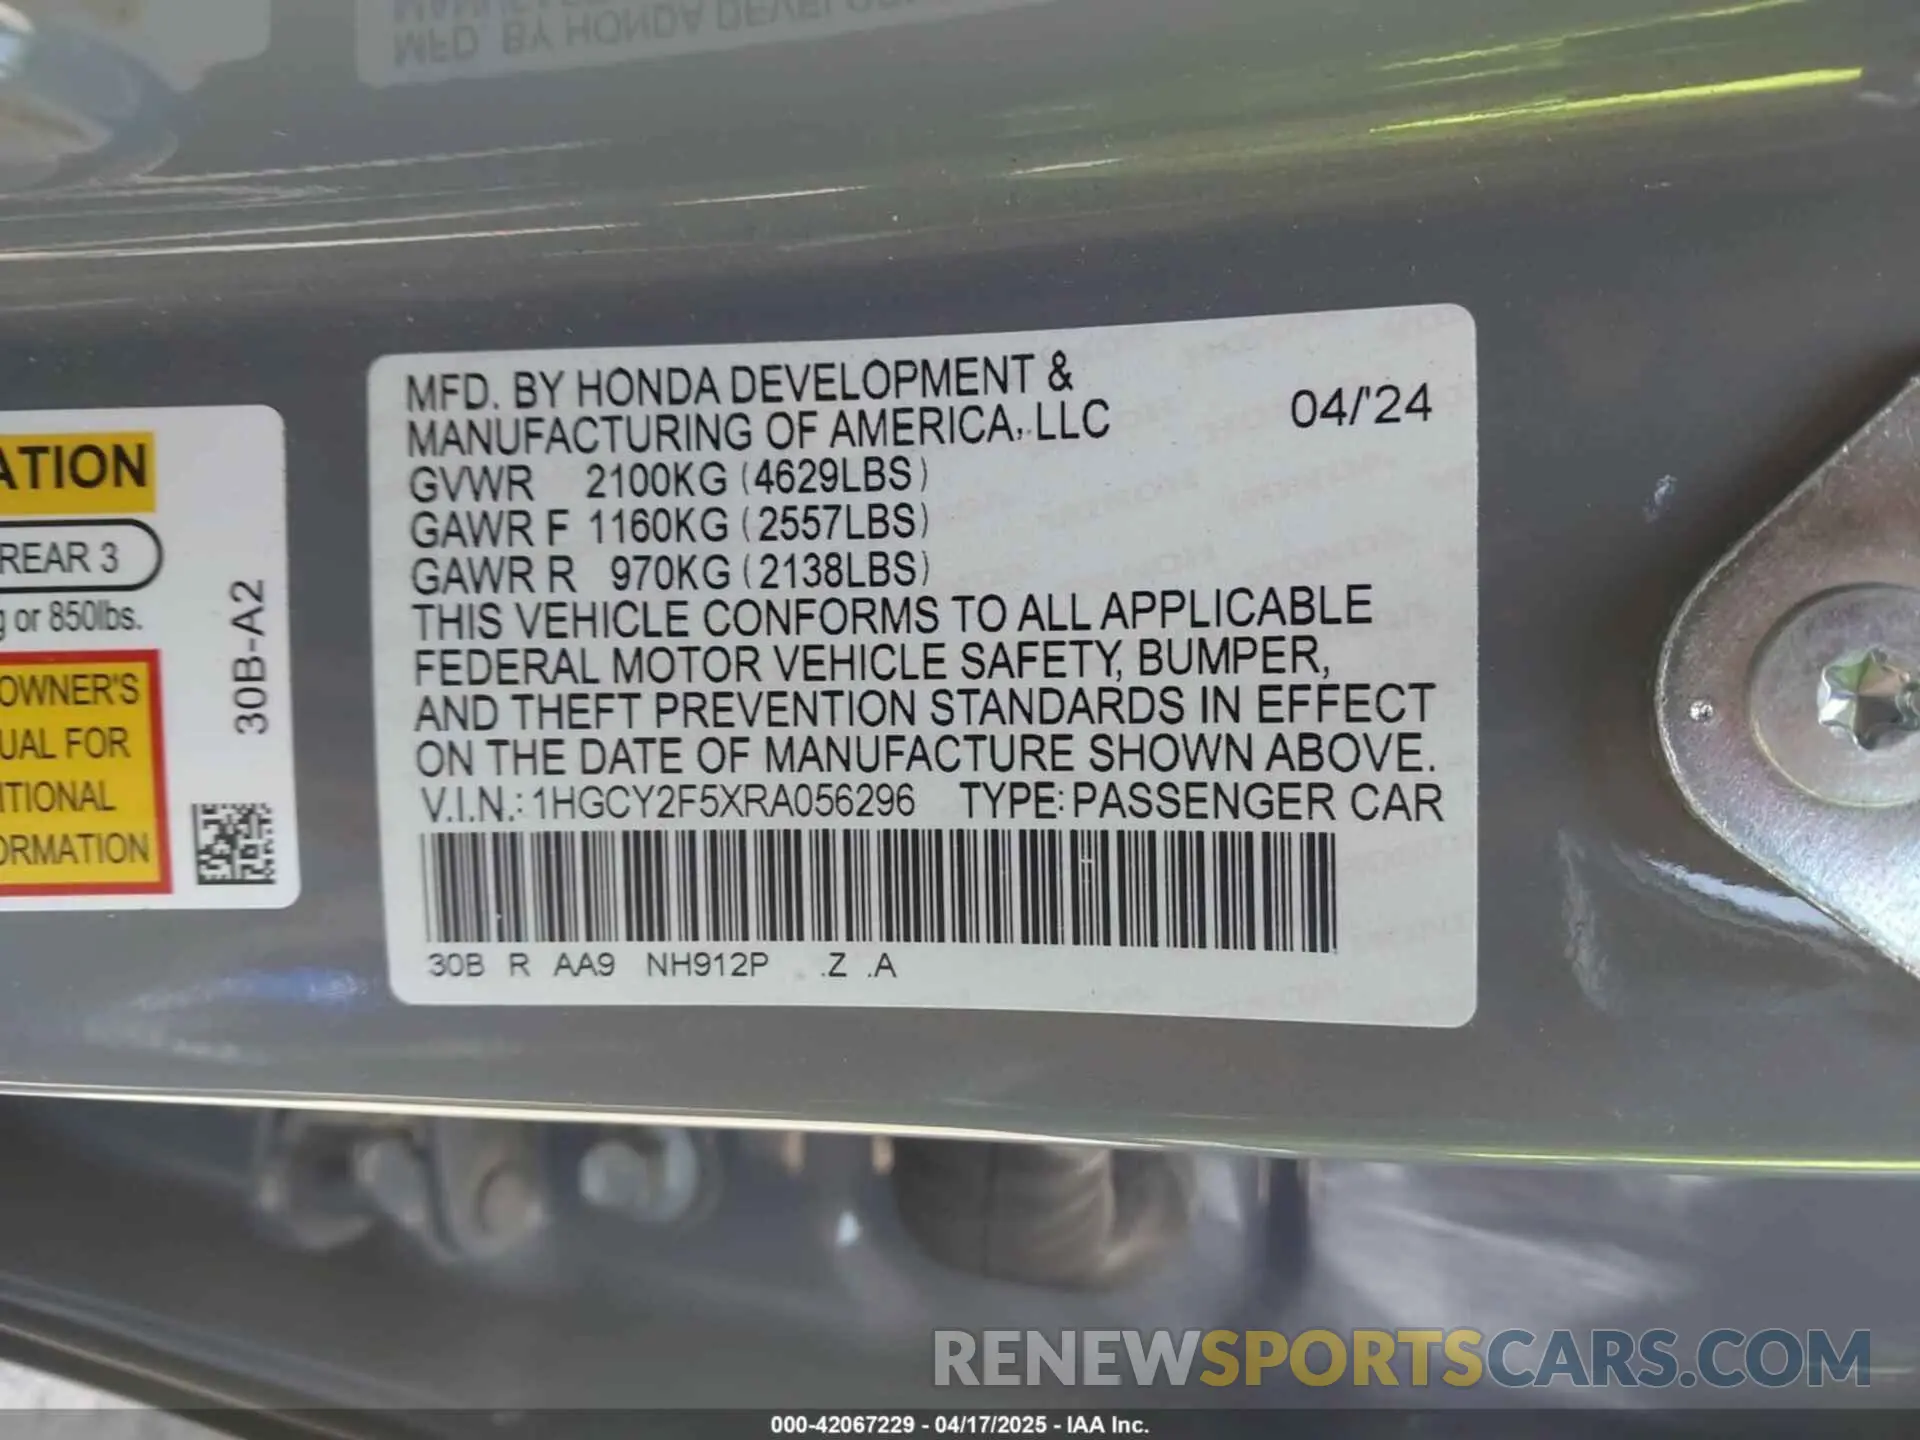 MFD. BY HONDA DEVELOPMENT &
MANUFACTURING OF AMERICA, LLC 04/'24
GVWR 2100KG (4629LBS)
GAWR F 1160KG (2557LBS)
GAWR R 970KG (2138LBS)
THIS VEHICLE CONFORMS TO ALL APPLICABLE
FEDERAL MOTOR VEHICLE SAFETY, BUMPER,
AND THEFT PREVENTION STANDARDS IN EFFECT
ON THE DATE OF MANUFACTURE SHOWN ABOVE.
V.I.N.: 1HGCY2F5XRA056296 TYPE: PASSENGER CAR
30B R AA9 NH912P .Z .A
ATION
REAR 3
g or 850lbs.
OWNER'S
UAL FOR
ITIONAL
ORMATION
30B-A2
MFD. BY HONDA
RENEWSPORTSCARS.COM
000-42067229 - 04/17/2025 - IAA Inc.